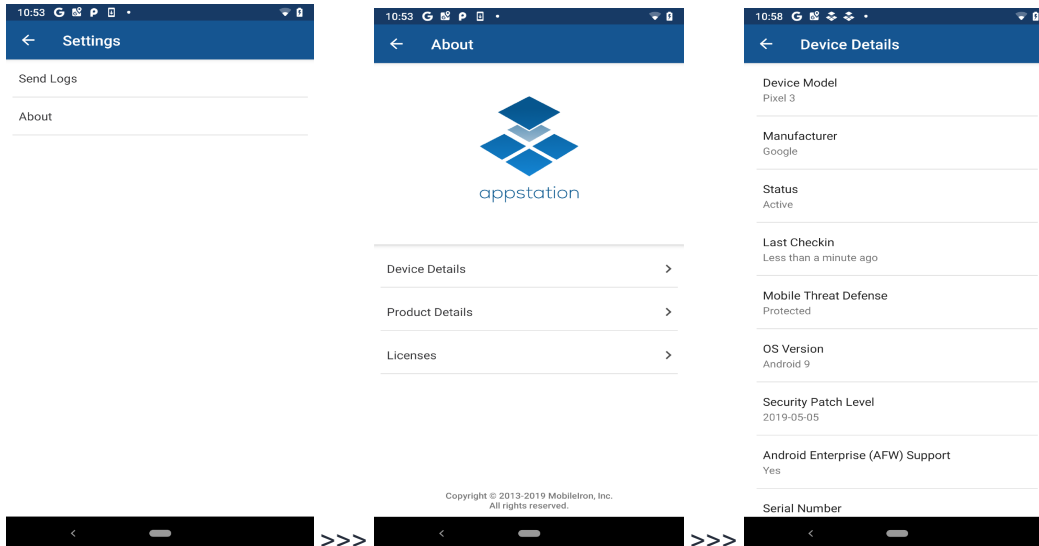 10:53
Settings
Send Logs
About
>>>
10:53
About
appstation
Device Details
Product Details
Licenses
Copyright © 2013-2019 MobileIron, Inc.
All rights reserved.
>>>
10:58
Device Details
Device Model
Pixel 3
Manufacturer
Google
Status
Active
Last Checkin
Less than a minute ago
Mobile Threat Defense
Protected
OS Version
Android 9
Security Patch Level
2019-05-05
Android Enterprise (AFW) Support
Yes
Serial Number